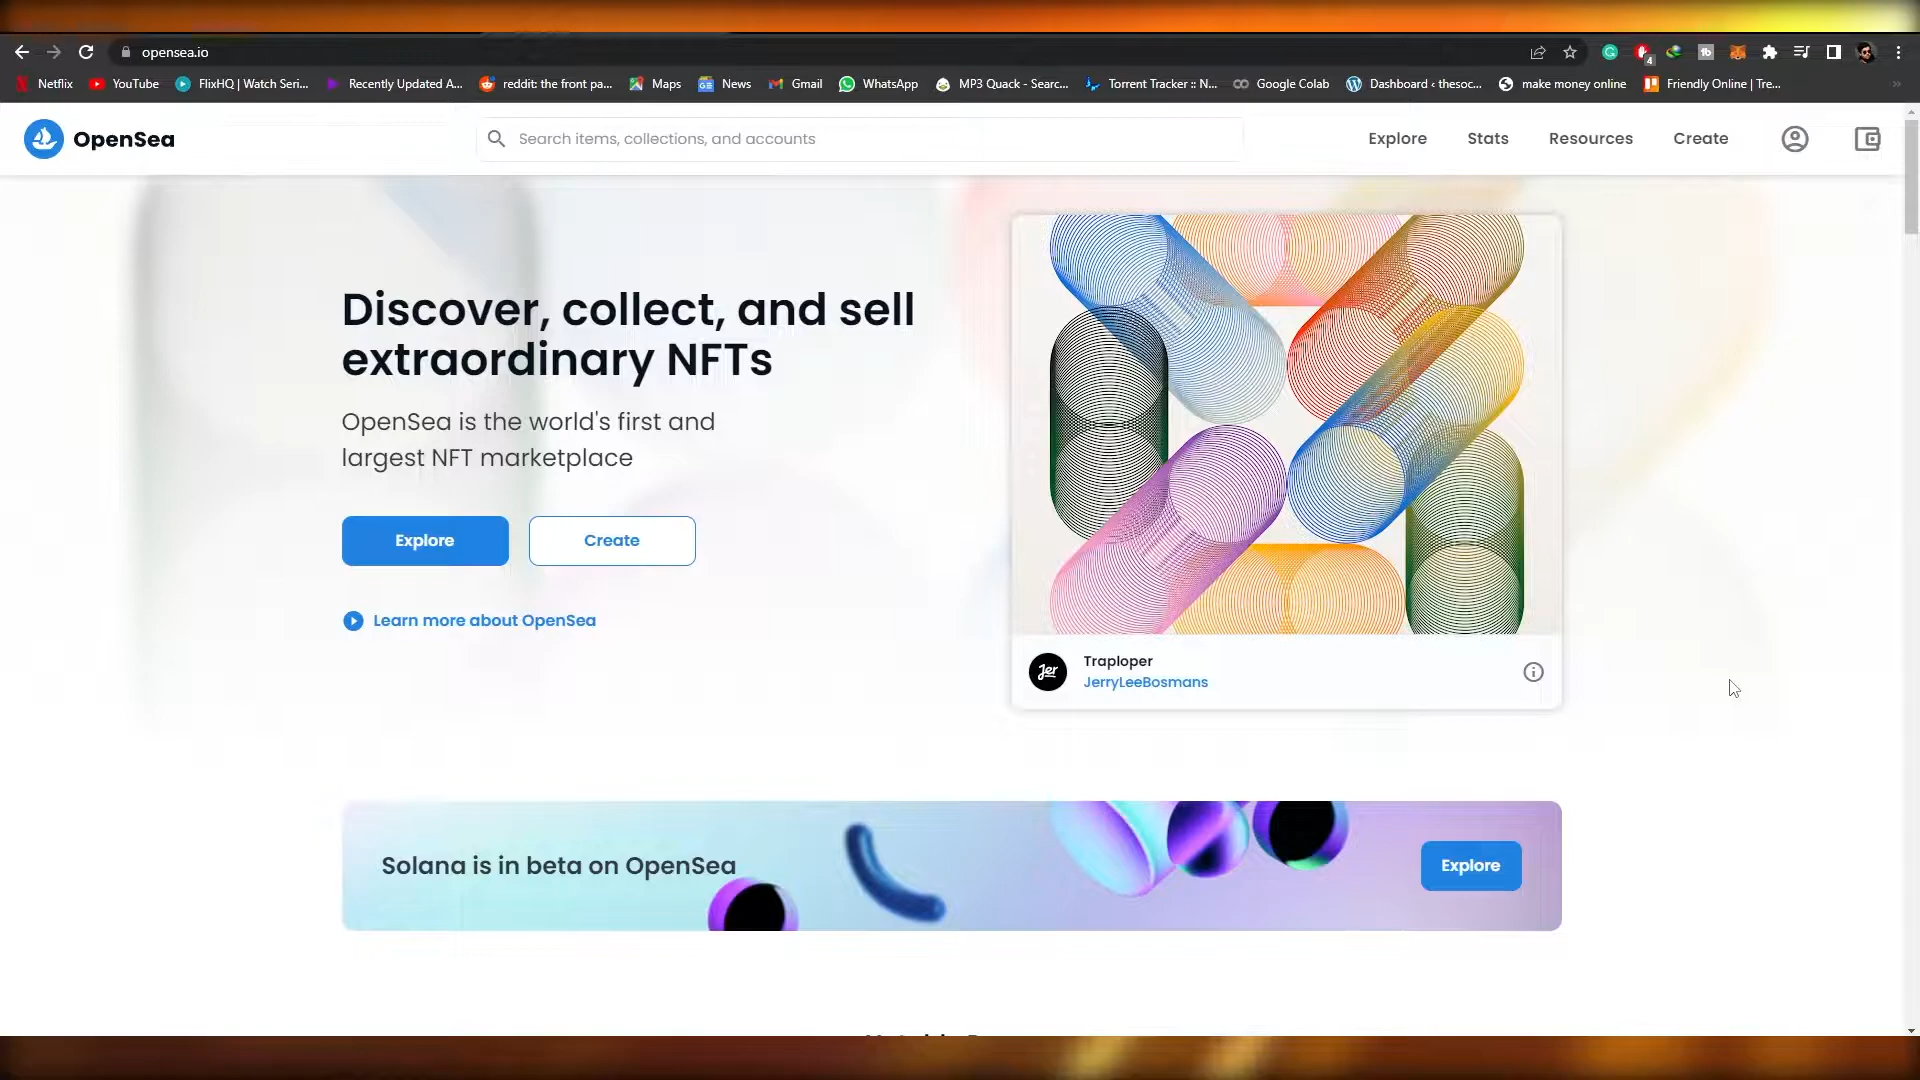 opensea.io
4
Netflix YouTube FlixHQ | Watch Seri... Recently Updated A... reddit: the front pa... Maps News Gmail WhatsApp MP3 Quack - Searc... Torrent Tracker :: N... Google Colab Dashboard ‹ thesoc... make money online Friendly Online | Tre...
OpenSea Search items, collections, and accounts Explore Stats Resources Create
Discover, collect, and sell
extraordinary NFTs
OpenSea is the world's first and
largest NFT marketplace
Explore Create
Learn more about OpenSea
Jer
Traploper
JerryLeeBosmans
Solana is in beta on OpenSea Explore